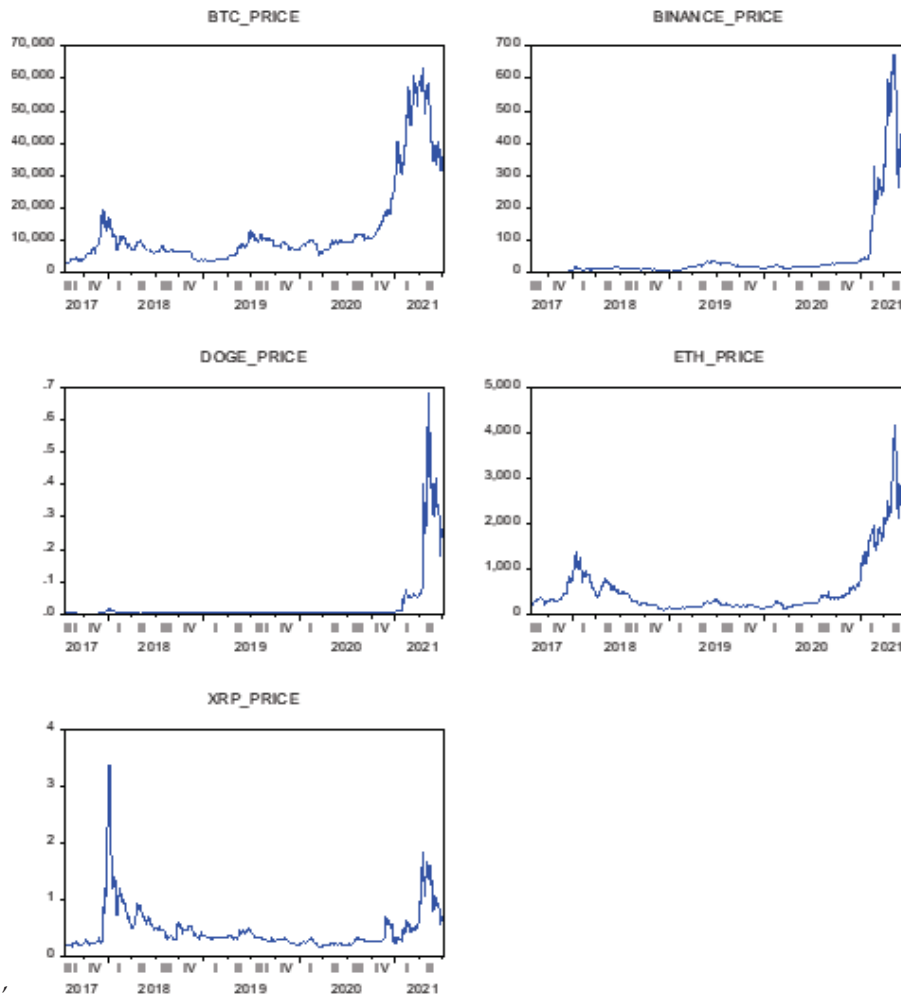 BTC_PRICE
70,000
60,000
50,000
40,000
30,000
20,000
10,000
0
III IV I II III IV I II III IV I II III IV I II
2017 2018 2019 2020 2021
BINANCE_PRICE
700
600
500
400
300
200
100
0
III IV I II III IV I II III IV I II III IV I II
2017 2018 2019 2020 2021
DOGE_PRICE
.7
.6
.5
.4
.3
.2
.1
.0
III IV I II III IV I II III IV I II III IV I II
2017 2018 2019 2020 2021
ETH_PRICE
5,000
4,000
3,000
2,000
1,000
0
III IV I II III IV I II III IV I II III IV I II
2017 2018 2019 2020 2021
XRP_PRICE
4
3
2
1
0
III IV I II III IV I II III IV I II III IV I II
2017 2018 2019 2020 2021